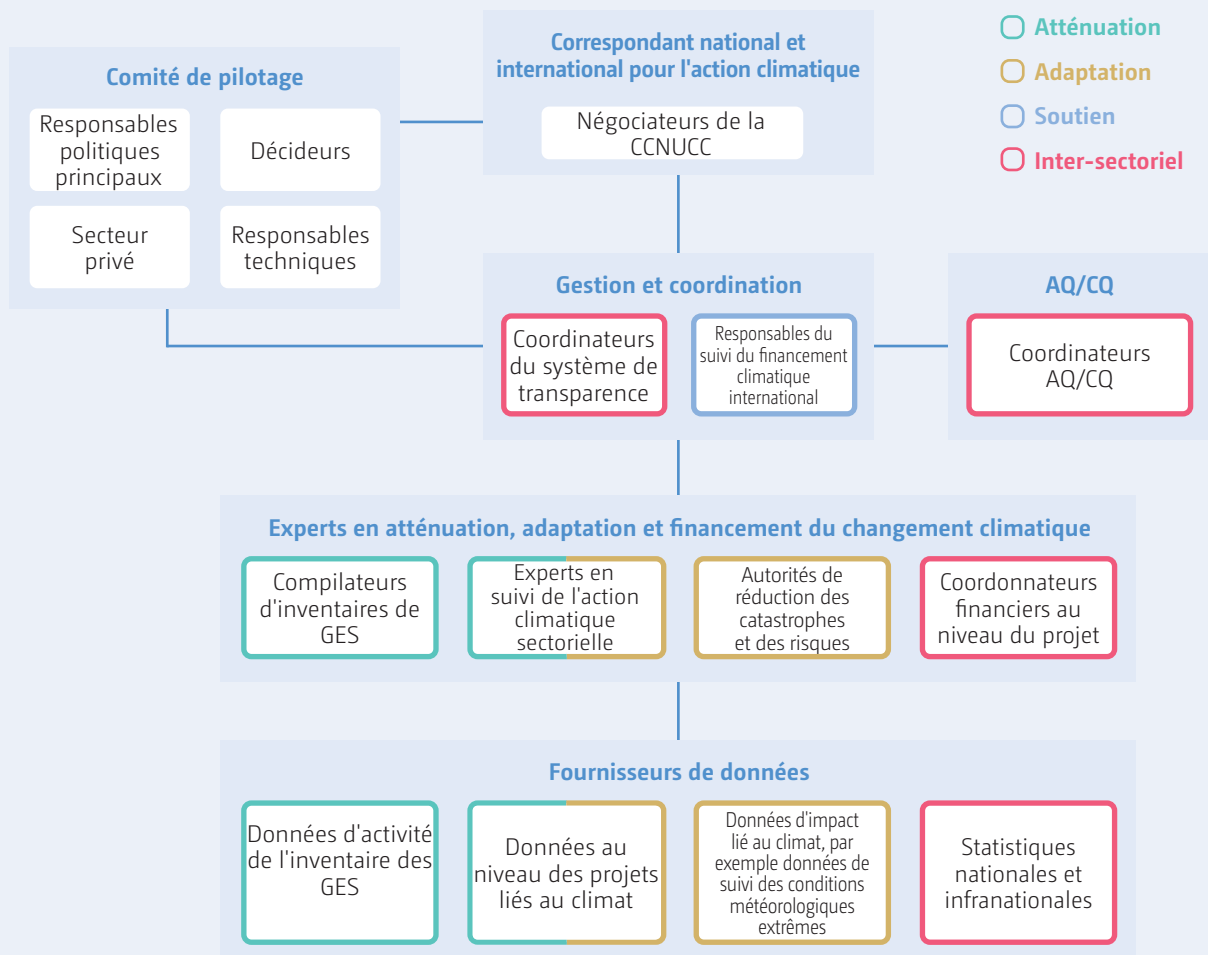 Comité de pilotage
Responsables
politiques
principaux
Décideurs
Secteur
privé
Responsables
techniques
Correspondant national et
international pour l'action climatique
Négociateurs de la
CCNUCC
Atténuation
Adaptation
Soutien
Inter-sectoriel
Gestion et coordination
Coordinateurs
du système de
transparence
Responsables du
suivi du financement
climatique
international
AQ/CQ
Coordinateurs
AQ/CQ
Experts en atténuation, adaptation et financement du changement climatique
Compilateurs
d'inventaires de
GES
Experts en
suivi de l'action
climatique
sectorielle
Autorités de
réduction des
catastrophes
et des risques
Coordonnateurs
financiers au
niveau du projet
Fournisseurs de données
Données d'activité
de l'inventaire des
GES
Données au
niveau des projets
liés au climat
Données d'impact
lié au climat, par
exemple données de
suivi des conditions
météorologiques
extrêmes
Statistiques
nationales et
infranationales